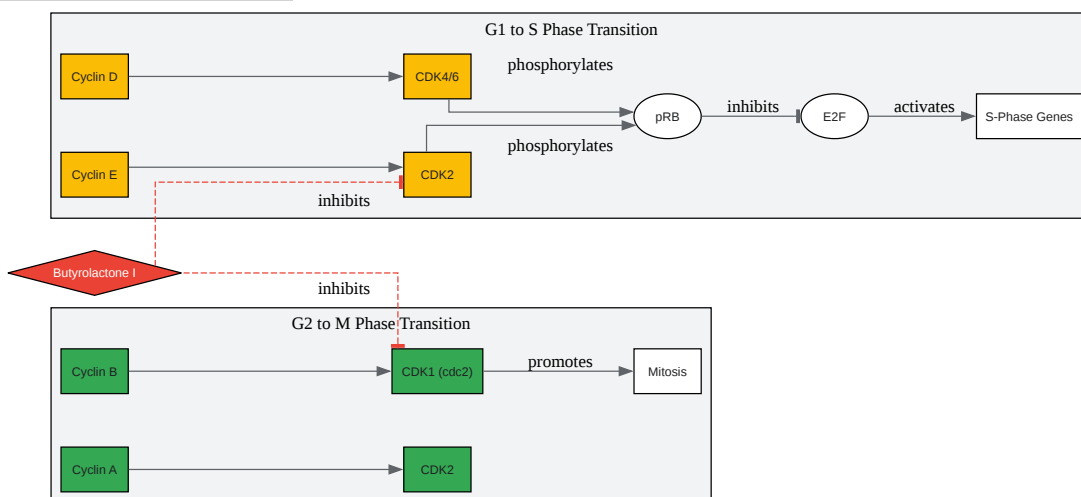 G1 to S Phase Transition
Cyclin D
CDK4/6
phosphorylates
pRB
inhibits
E2F
activates
S-Phase Genes
phosphorylates
Cyclin E
CDK2
inhibits
Butyrolactone I
inhibits
G2 to M Phase Transition
Cyclin B
CDK1 (cdc2)
promotes
Mitosis
Cyclin A
CDK2